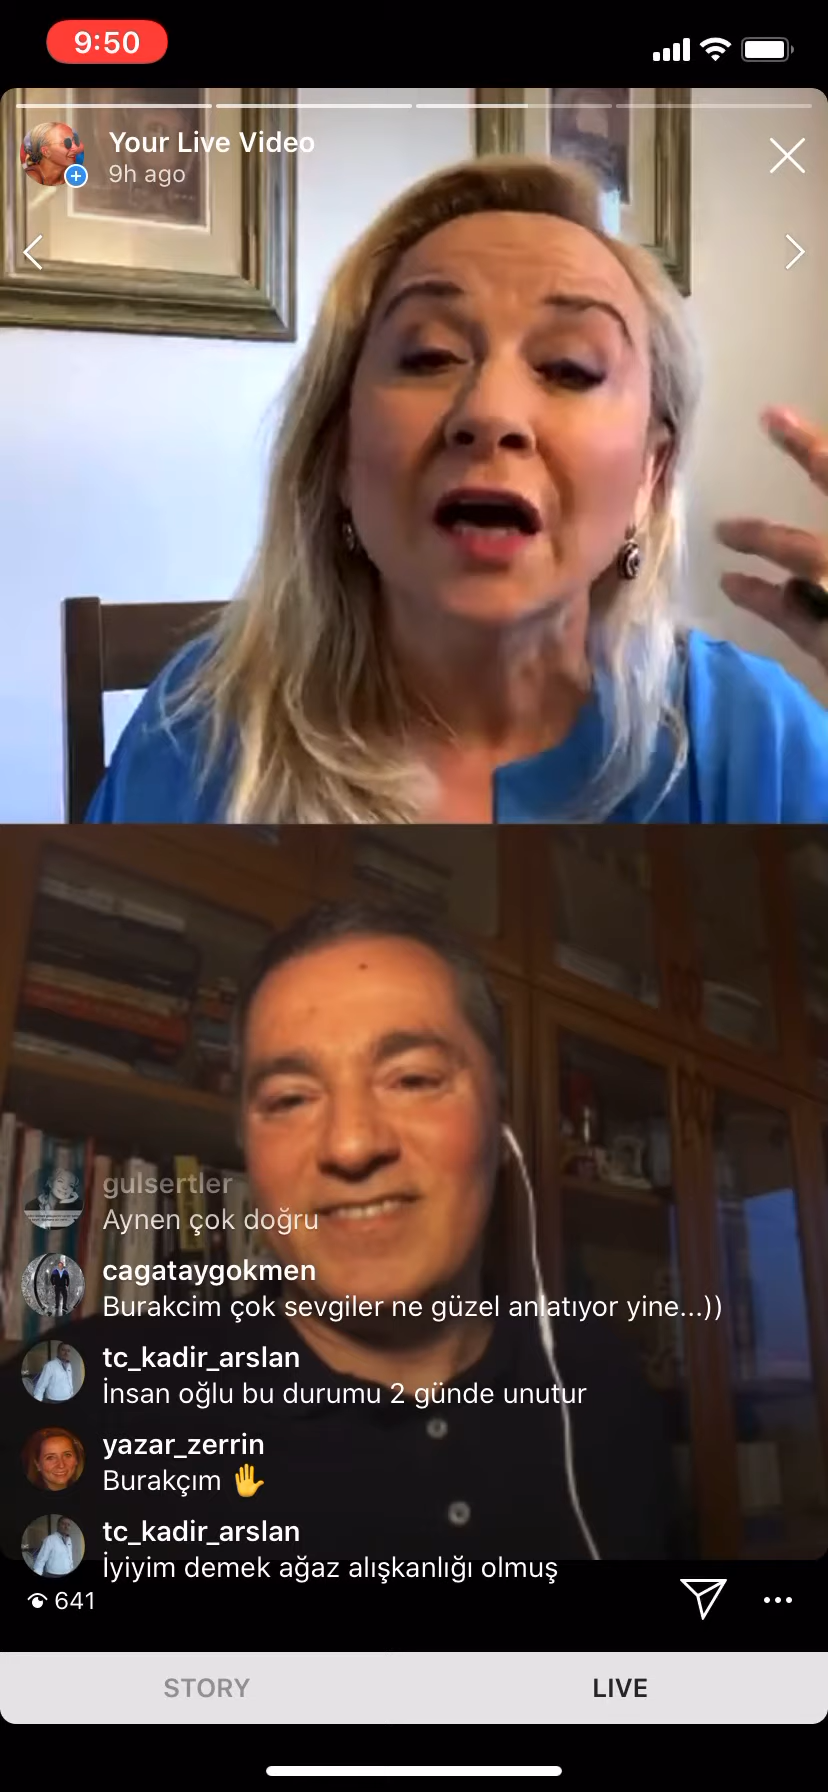 9:50
Your Live Video
9h ago
gulsertler
Aynen çok doğru
cagataygokmen
Burakcim çok sevgiler ne güzel anlatıyor yine...))
tc_kadir_arslan
İnsan oğlu bu durumu 2 günde unutur
yazar_zerrin
Burakçım ✋
tc_kadir_arslan
İyiyim demek ağaz alışkanlığı olmuş
641
STORY
LIVE